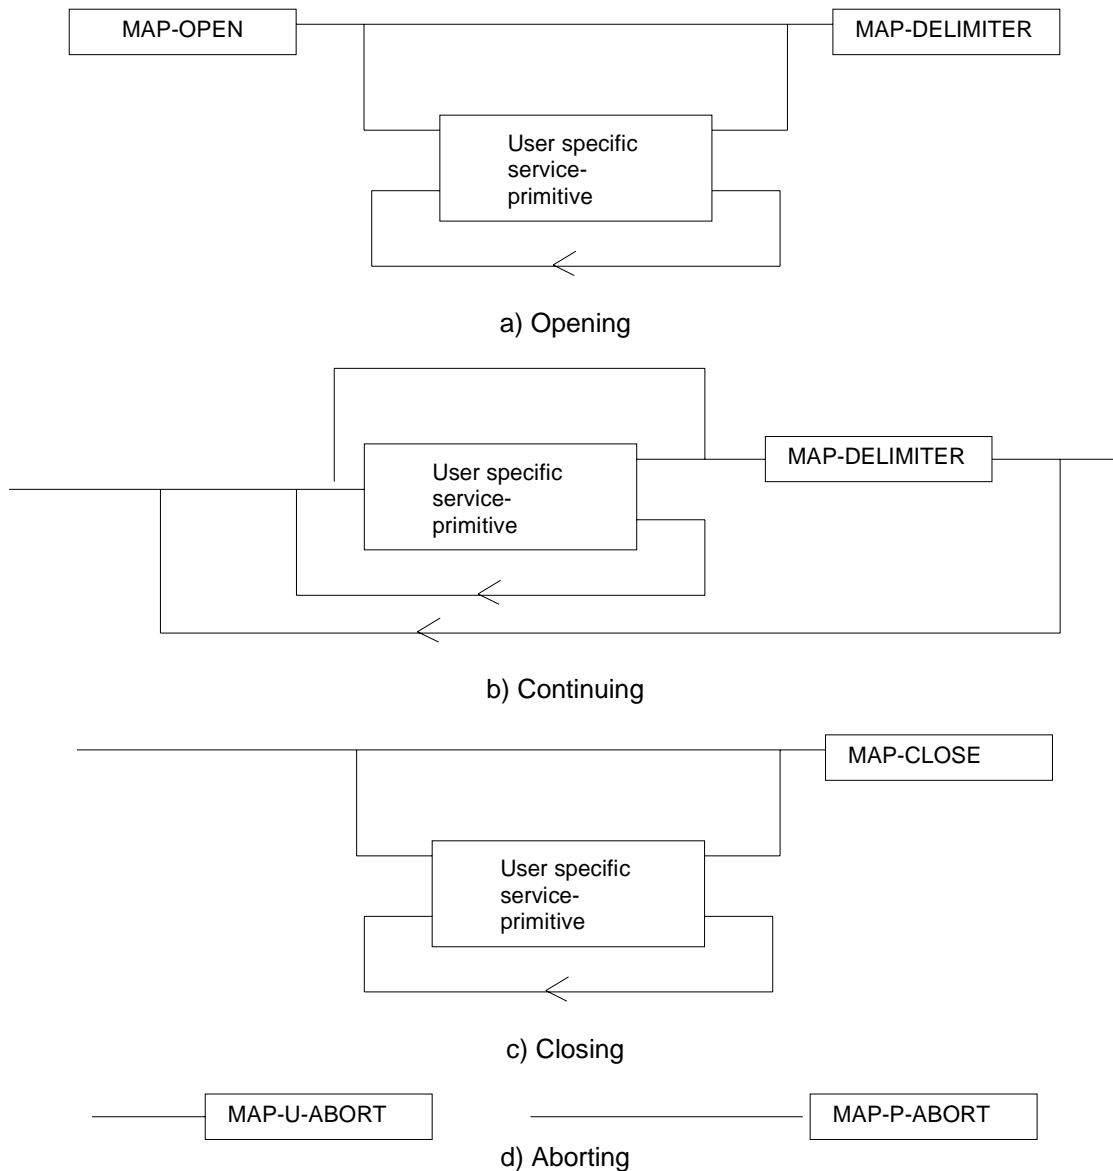 MAP-OPEN
MAP-DELIMITER
User specific
service-
primitive
a) Opening
User specific
service-
primitive
MAP-DELIMITER
b) Continuing
MAP-CLOSE
User specific
service-
primitive
c) Closing
MAP-U-ABORT
MAP-P-ABORT
d) Aborting